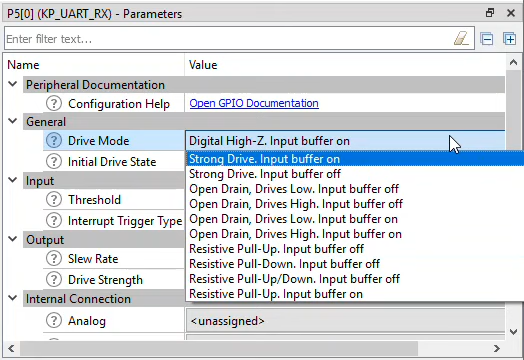 P5[0] (KP_UART_RX) - Parameters
Enter filter text...
Name Value
Peripheral Documentation
Configuration Help Open GPIO Documentation
General
Drive Mode Digital High-Z. Input buffer on
Initial Drive State Strong Drive. Input buffer on
Strong Drive. Input buffer off
Input Open Drain, Drives Low. Input buffer off
Threshold Open Drain, Drives High. Input buffer off
Interrupt Trigger Type Open Drain, Drives Low. Input buffer on
Output Open Drain, Drives High. Input buffer on
Resistive Pull-Up. Input buffer off
Slew Rate Resistive Pull-Down. Input buffer off
Drive Strength Resistive Pull-Up/Down. Input buffer off
Internal Connection Resistive Pull-Up. Input buffer on
Analog <unassigned>